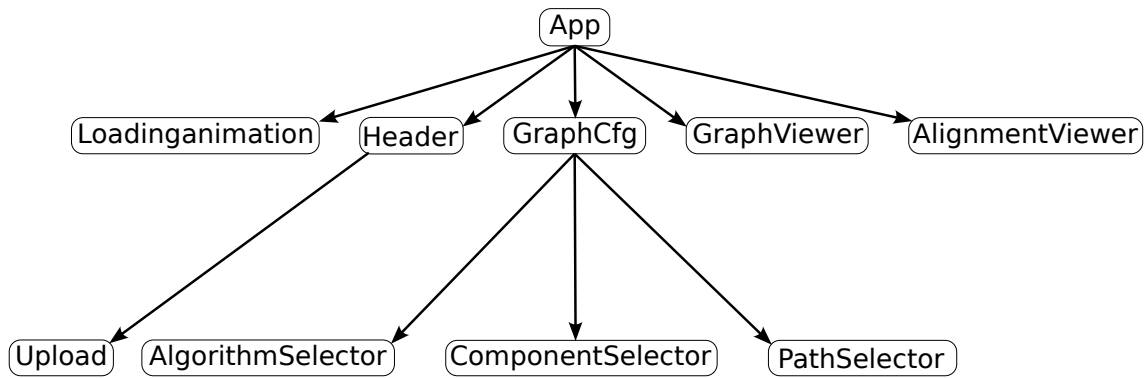 App
Loadinganimation
Header
GraphCfg
GraphViewer
AlignmentViewer
Upload
AlgorithmSelector
ComponentSelector
PathSelector